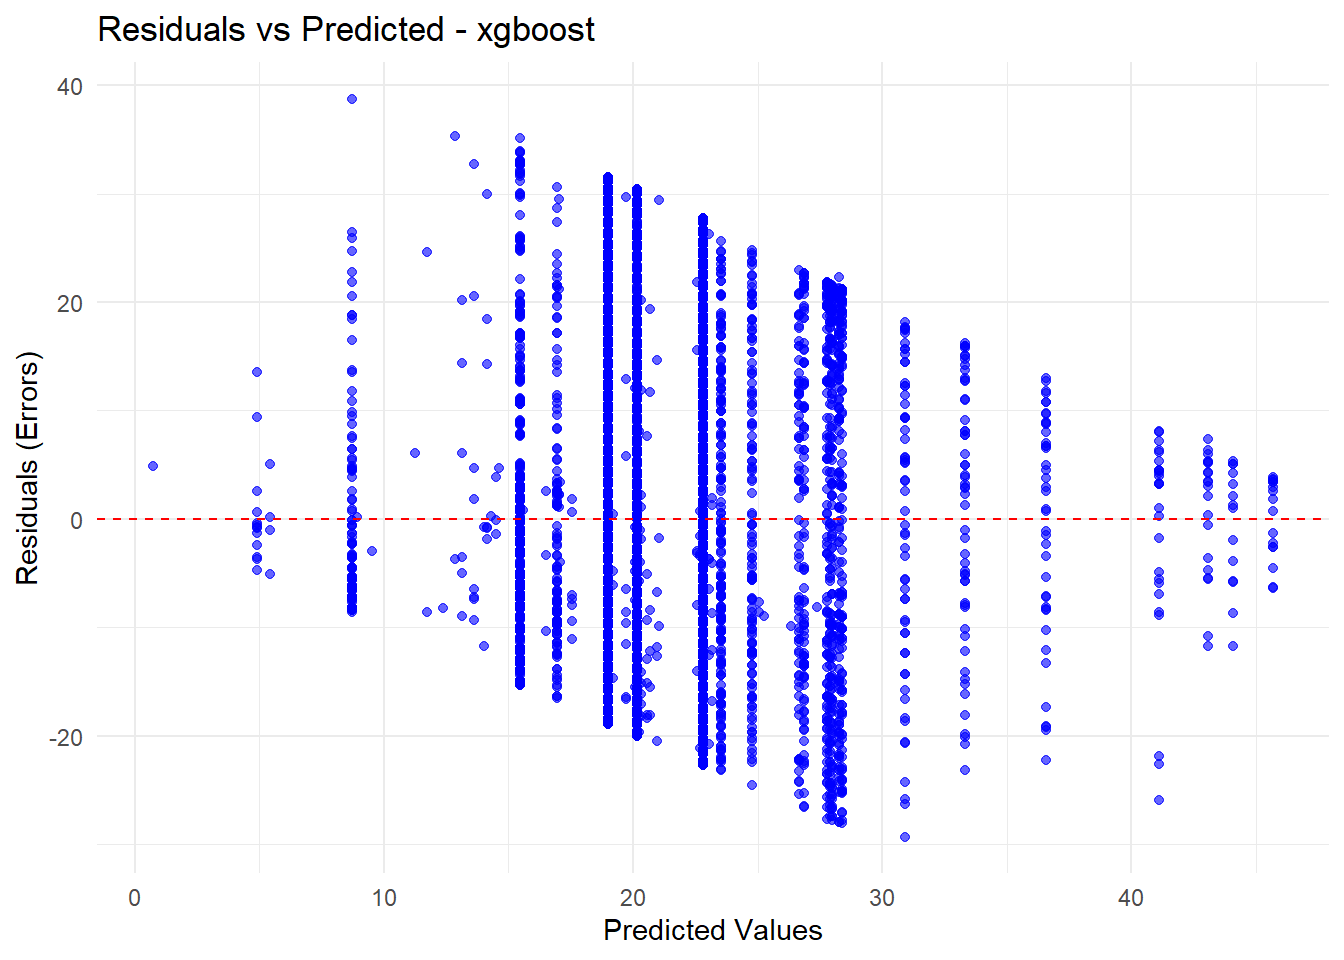 Residuals vs Predicted - xgboost
40
20
0
-20
Residuals (Errors)
0 10 20 30 40
Predicted Values